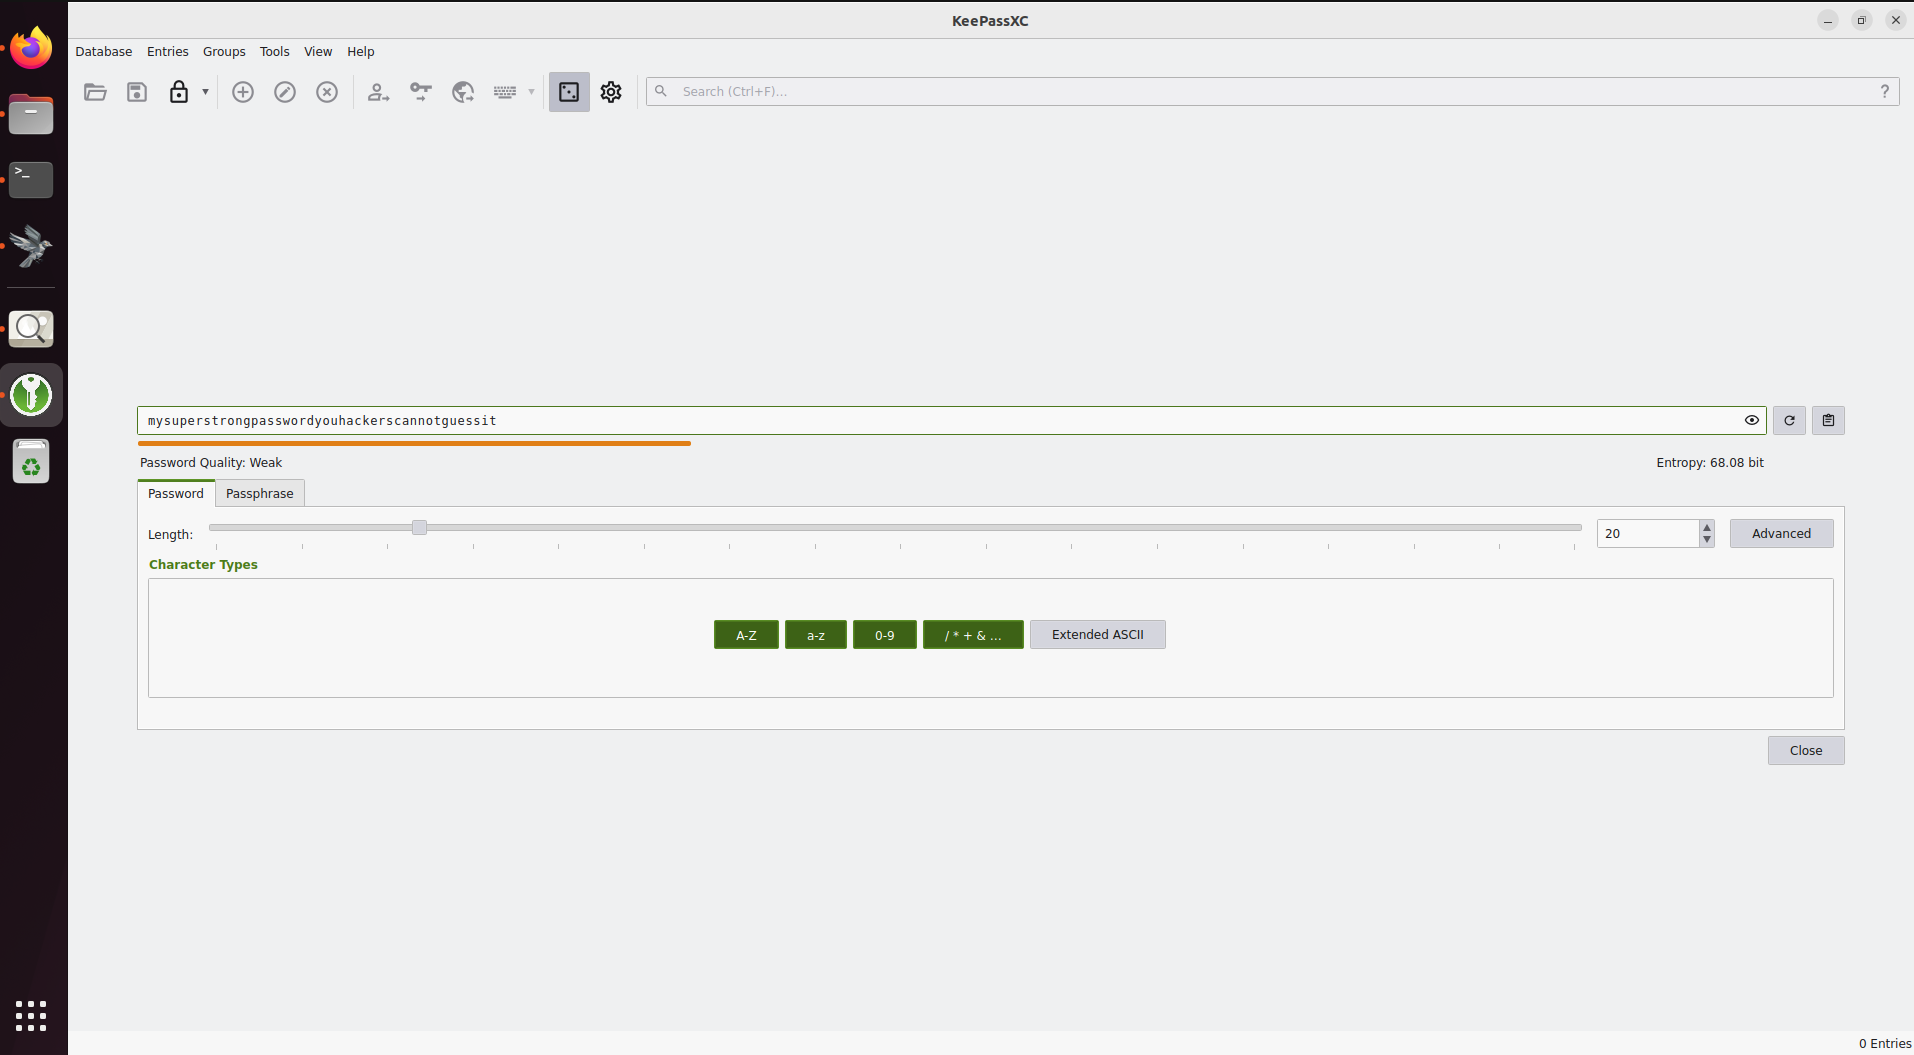 KeePassXC
Database Entries Groups Tools View Help
Search (Ctrl+F)... ?
>_
mysuperstrongpasswordyouhackerscannotguessit
Password Quality: Weak Entropy: 68.08 bit
Password Passphrase
Length: 20 Advanced
Character Types
A-Z a-z 0-9 / * + & ... Extended ASCII
Close
0 Entries